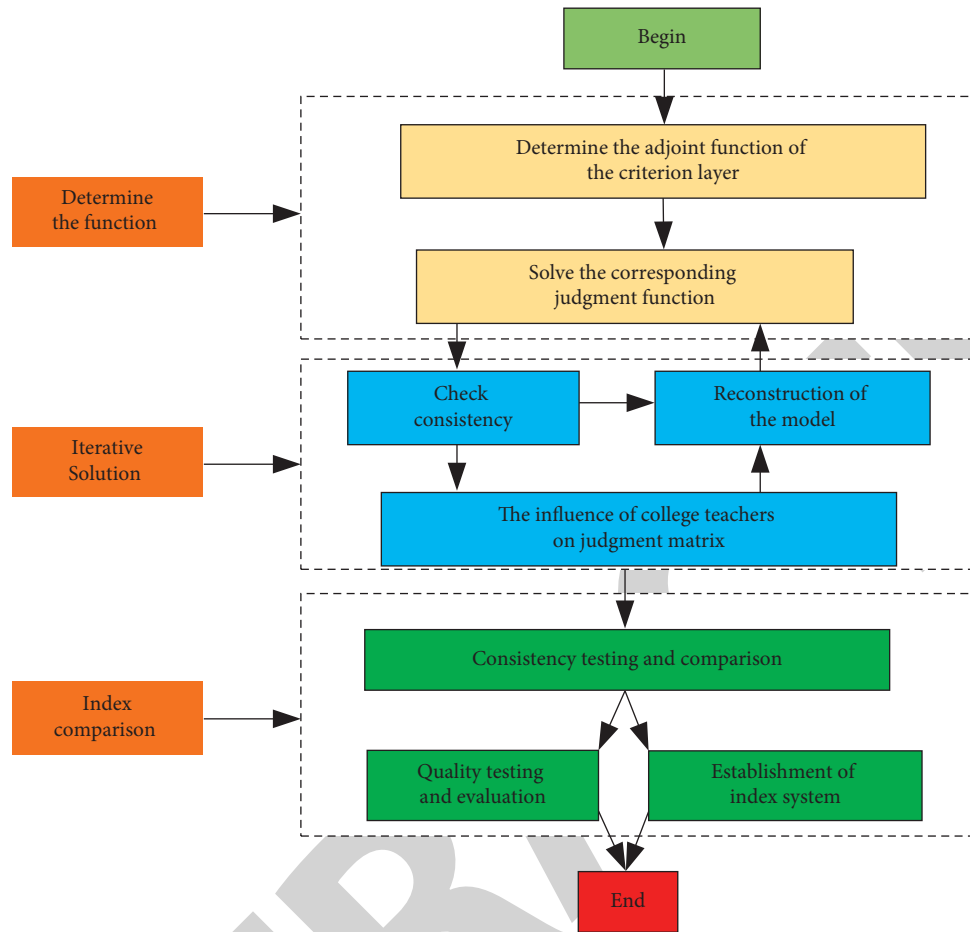 Begin
Determine the adjoint function of
the criterion layer
Determine
the function
Solve the corresponding
judgment function
Check
consistency
Reconstruction of
the model
Iterative
Solution
The influence of college teachers
on judgment matrix
Consistency testing and comparison
Index
comparison
Quality testing
and evaluation
Establishment of
index system
End